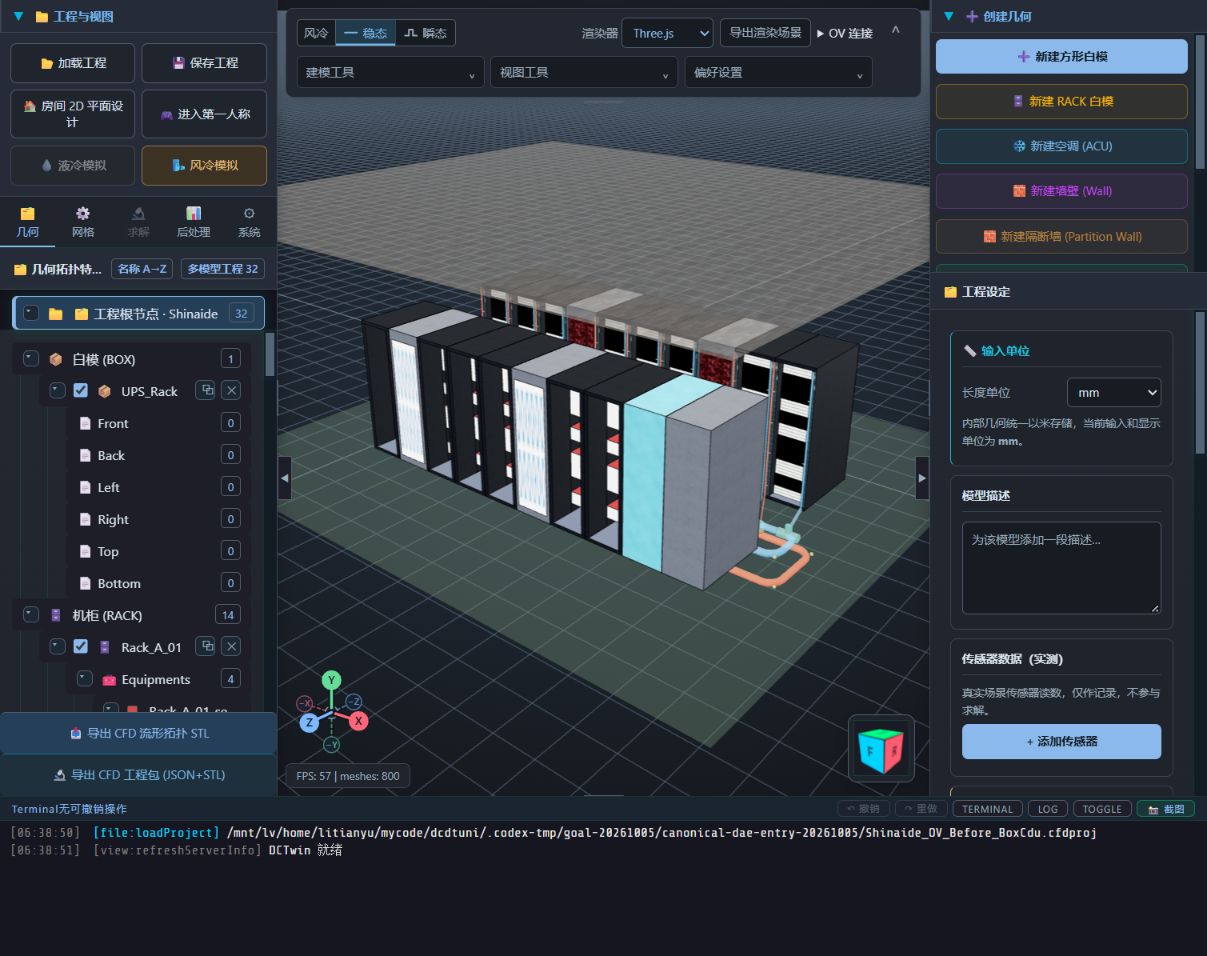 工程与视图
加载工程
保存工程
房间 2D 平面设计
进入第一人称
液冷模拟
风冷模拟
几何
网格
求解
后处理
系统
几何拓扑特...
名称 A→Z
多模型工程 32
工程根节点 · Shinaide
32
白模 (BOX)
1
UPS_Rack
Front
0
Back
0
Left
0
Right
0
Top
0
Bottom
0
机柜 (RACK)
14
Rack_A_01
Equipments
4
导出 CFD 流形拓扑 STL
导出 CFD 工程包 (JSON+STL)
风冷
稳态
瞬态
渲染器
Three.js
导出渲染场景
OV 连接
建模工具
视图工具
偏好设置
Y
-X
-Z
Z
X
-Y
F
R
FPS: 57 | meshes: 800
创建几何
新建方形白模
新建 RACK 白模
新建空调 (ACU)
新建墙壁 (Wall)
新建隔断墙 (Partition Wall)
工程设定
输入单位
长度单位
mm
内部几何统一以米存储，当前输入和显示
单位为 mm。
模型描述
为该模型添加一段描述...
传感器数据（实测）
真实场景传感器读数，仅作记录，不参与
求解。
+ 添加传感器
Terminal无可撤销操作
撤销
重做
TERMINAL
LOG
TOGGLE
截图
[06:38:50] [file:loadProject] /mnt/lv/home/litianyu/mycode/dcdtuni/.codex-tmp/goal-20261005/canonical-dae-entry-20261005/Shinaide_OV_Before_BoxCdu.cfdproj
[06:38:51] [view:refreshServerInfo] DCTwin 就绪